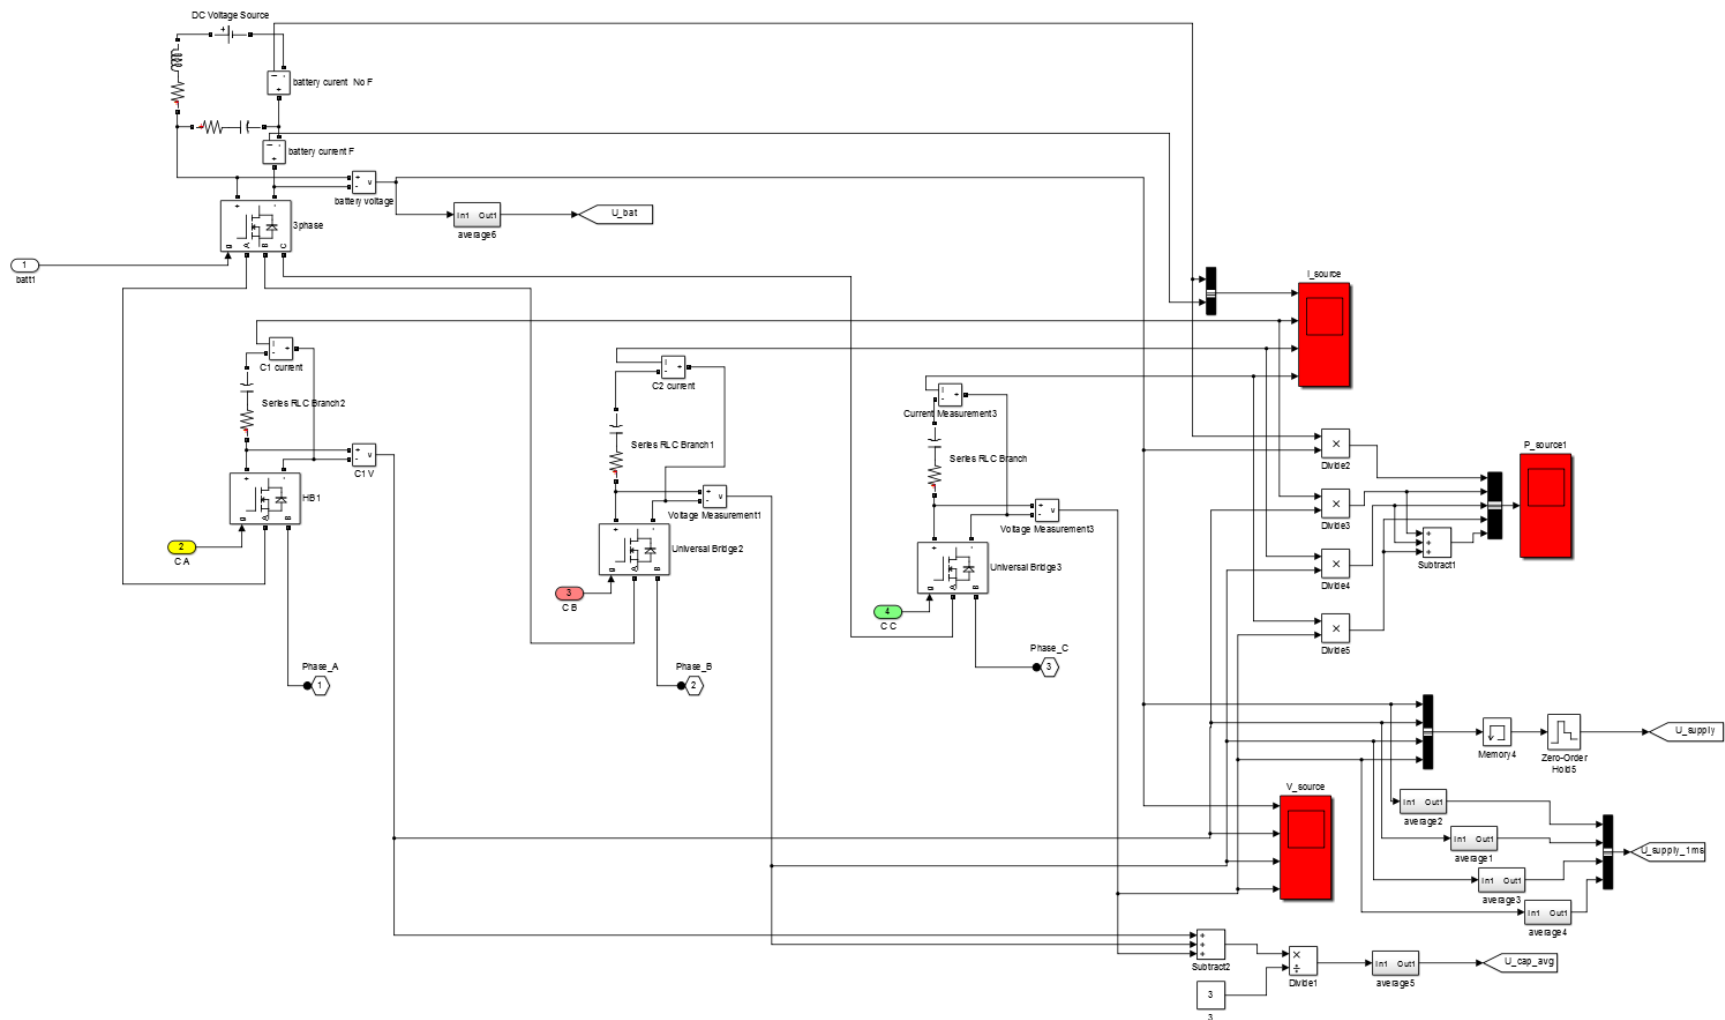 DC Voltage Source
+
battery curent No F
battery current F
+ v
-
battery voltage
In1 Out1
average6
U_bat
3phase
g A B C
1
batt1
I_source
C1 current
Series RLC Branch2
+ v
-
C1 V
HB1
g A B
2
C A
C2 current
Series RLC Branch1
+ v
-
Voltage Measurement1
Universal Bridge2
g A B
3
C B
Current Measurement3
Series RLC Branch
+ v
-
Voltage Measurement3
Universal Bridge3
g A B
4
C C
Phase_A
1
Phase_B
2
Phase_C
3
×
Divide2
×
Divide3
×
Divide4
×
Divide5
P_source1
+
+
+
Subtract1
Memory4
Zero-Order
Hold5
U_supply
V_source
In1 Out1
average2
In1 Out1
average1
In1 Out1
average3
In1 Out1
average4
U_supply_1ms
+
+
+
Subtract2
×
÷
Divide1
3
3
In1 Out1
average5
U_cap_avg